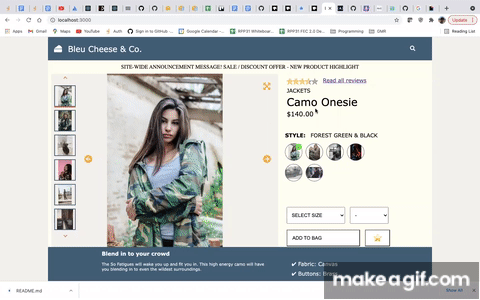 localhost:3000
Update
Apps
Gmail
Maps
YouTube
Auth
Sign in to GitHub
Google Calendar
RPP31 Whiteboar...
RPP31 FEC 2.0 De...
Programming
GMR
Reading List
Bleu Cheese & Co.
SITE-WIDE ANNOUNCEMENT MESSAGE! SALE / DISCOUNT OFFER - NEW PRODUCT HIGHLIGHT
Read all reviews
JACKETS
Camo Onesie
$140.00
STYLE: FOREST GREEN & BLACK
SELECT SIZE
-
ADD TO BAG
Blend in to your crowd
The So Fatigues will wake you up and fit you in. This high energy camo will have
you blending in to even the wildest surroundings.
✔ Fabric: Canvas
✔ Buttons: Brass
README.md
Show All
makeagif.com